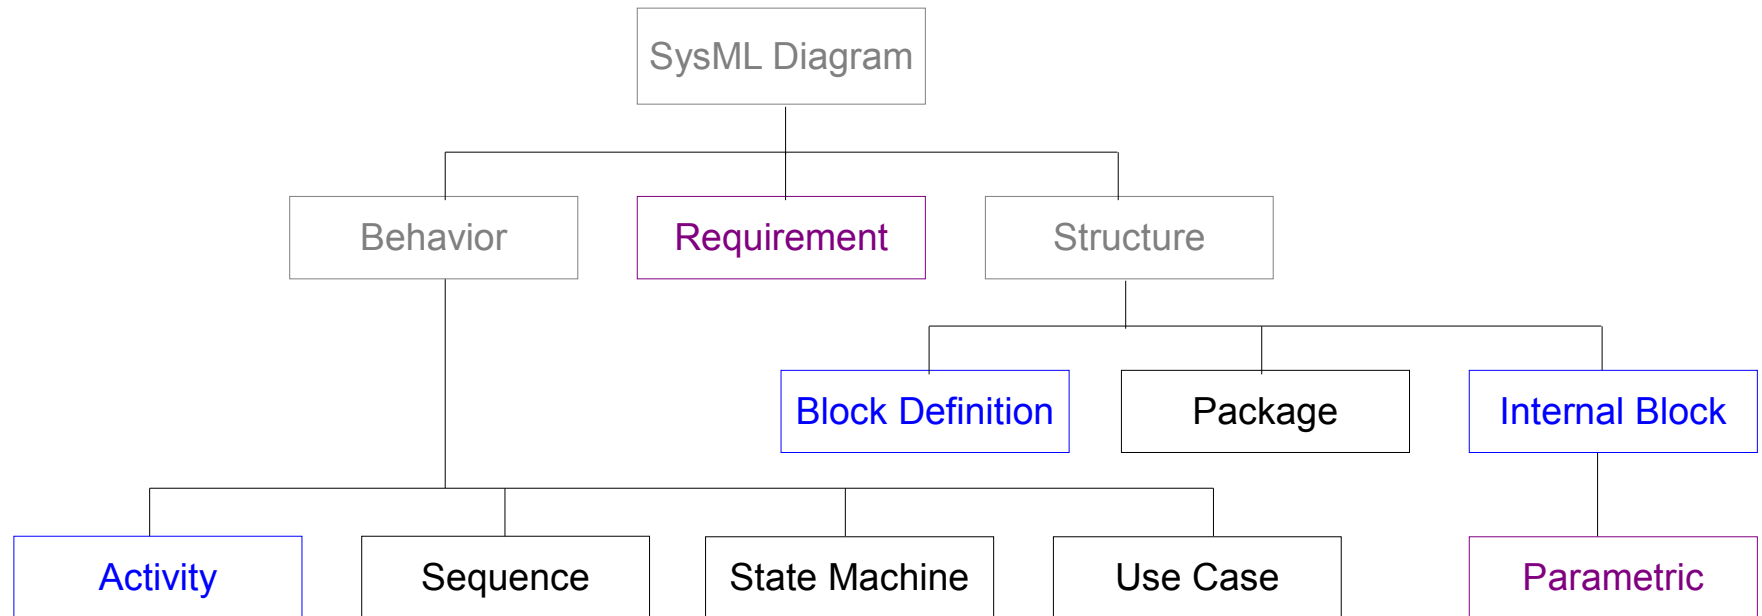 SysML Diagram
Behavior
Requirement
Structure
Block Definition
Package
Internal Block
Activity
Sequence
State Machine
Use Case
Parametric